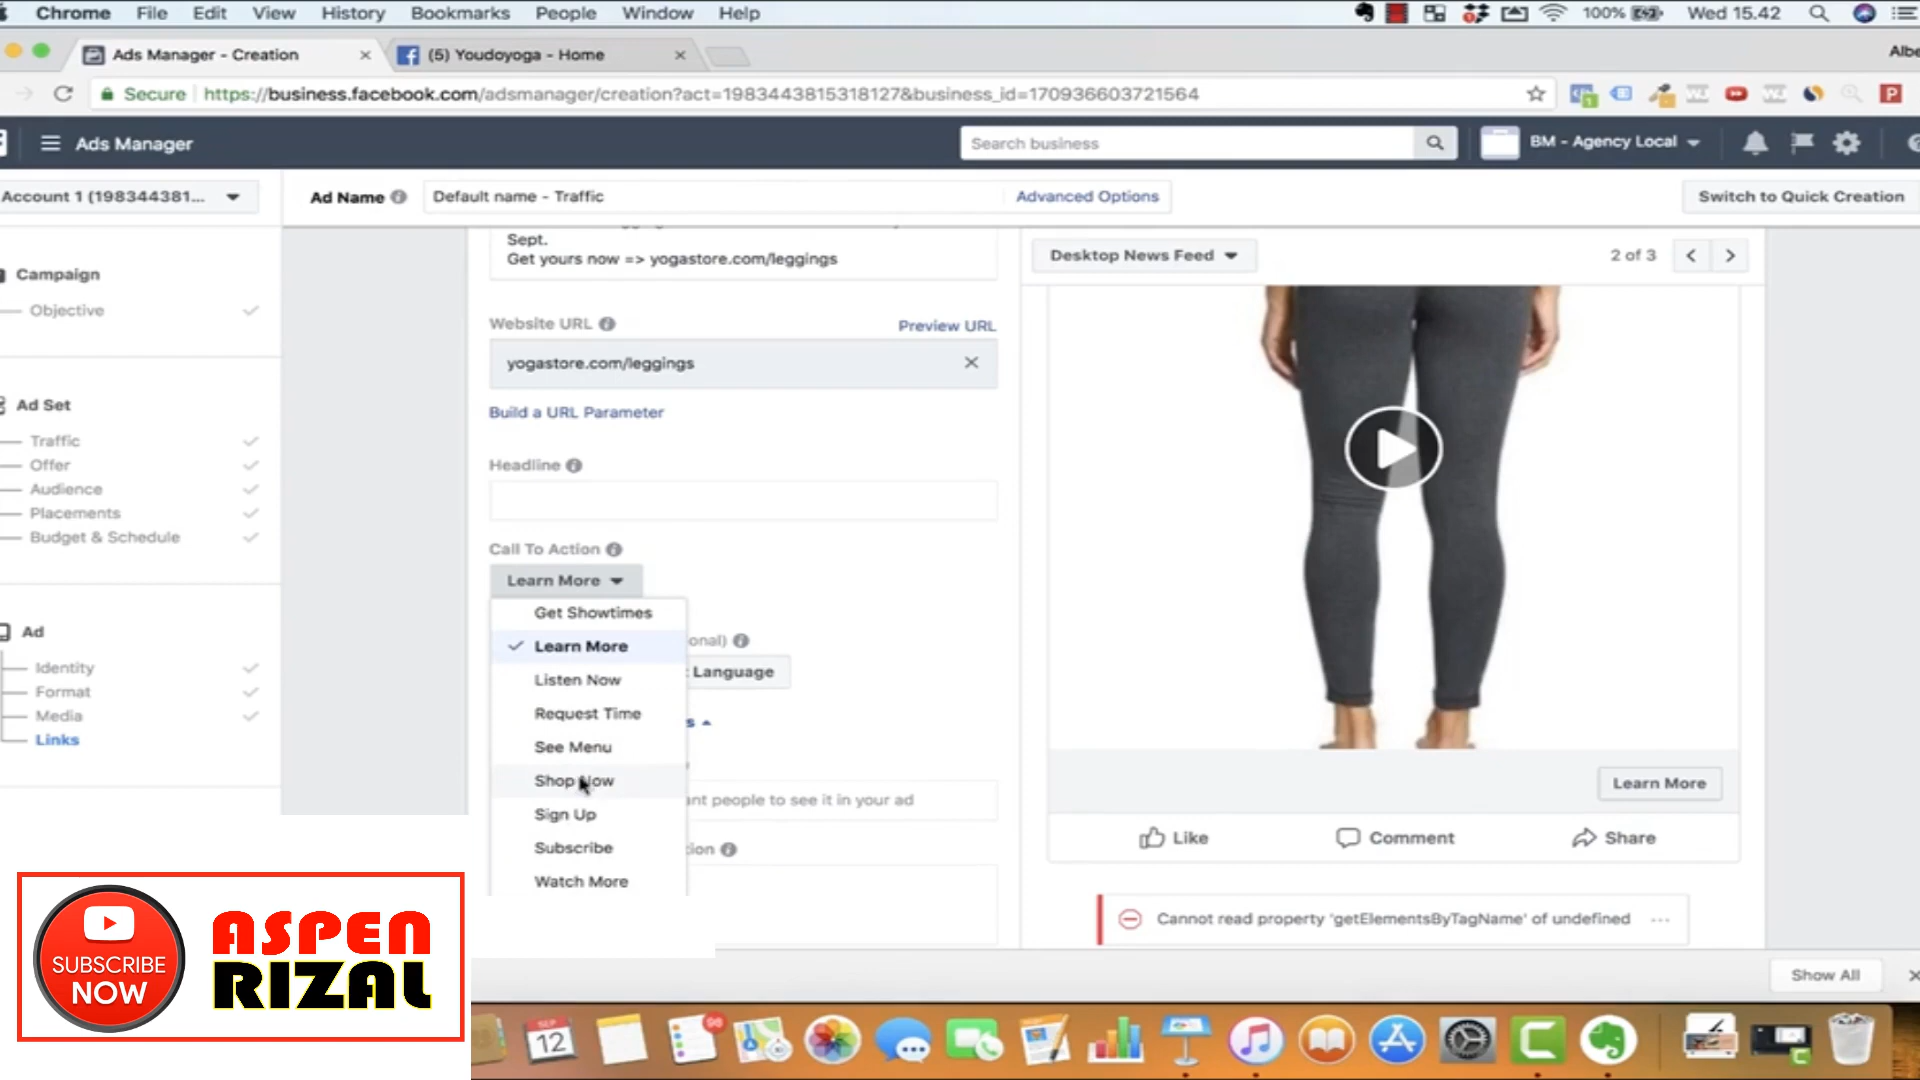 Chrome File Edit View History Bookmarks People Window Help 100% Wed 15.42
Ads Manager - Creation (5) Youdoyoga - Home
Secure https://business.facebook.com/adsmanager/creation?act=1983443815318127&business_id=170936603721564
Ads Manager Search business BM - Agency Local
Account 1 (198344381... Ad Name Default name - Traffic Advanced Options Switch to Quick Creation
Sept.
Get yours now => yogastore.com/leggings
Desktop News Feed 2 of 3
Campaign
Objective
Website URL Preview URL
yogastore.com/leggings
Build a URL Parameter
Ad Set
Traffic
Offer
Audience
Placements
Budget & Schedule
Headline
Call To Action
Learn More
Get Showtimes
Learn More
Listen Now
Request Time
See Menu
Shop Now
Sign Up
Subscribe
Watch More
onal)
Language
s
ant people to see it in your ad
ion
Ad
Identity
Format
Media
Links
Learn More
Like Comment Share
Cannot read property 'getElementsByTagName' of undefined ...
Show All
SUBSCRIBE
NOW
ASPEN
RIZAL
SEP
12